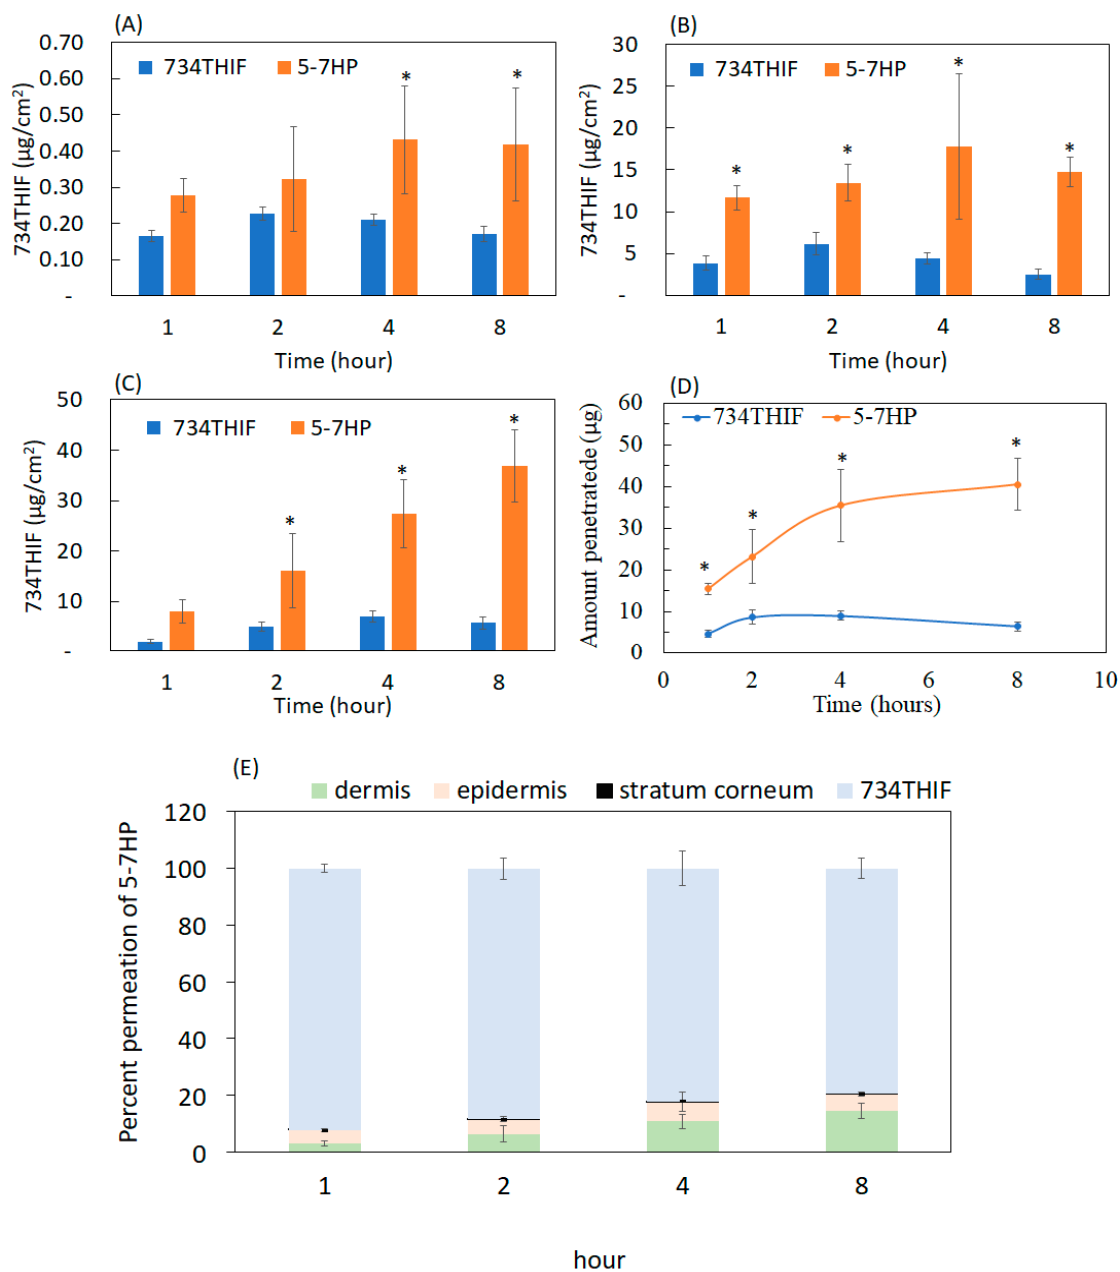 (A)
734THIF 5-7HP
0.70
0.60
0.50
0.40
0.30
0.20
0.10
-
734THIF (µg/cm²)
*
*
1 2 4 8
Time (hour)
(B)
734THIF 5-7HP
30
25
20
15
10
5
-
734THIF (µg/cm²)
*
*
*
*
1 2 4 8
Time (hour)
(C)
734THIF 5-7HP
50
40
30
20
10
-
734THIF (µg/cm²)
*
*
*
1 2 4 8
Time (hour)
(D)
734THIF 5-7HP
60
50
40
30
20
10
0
Amount penetratede (µg)
*
*
*
*
0 2 4 6 8 10
Time (hours)
(E)
dermis epidermis stratum corneum 734THIF
120
100
80
60
40
20
0
Percent permeation of 5-7HP
1 2 4 8
hour